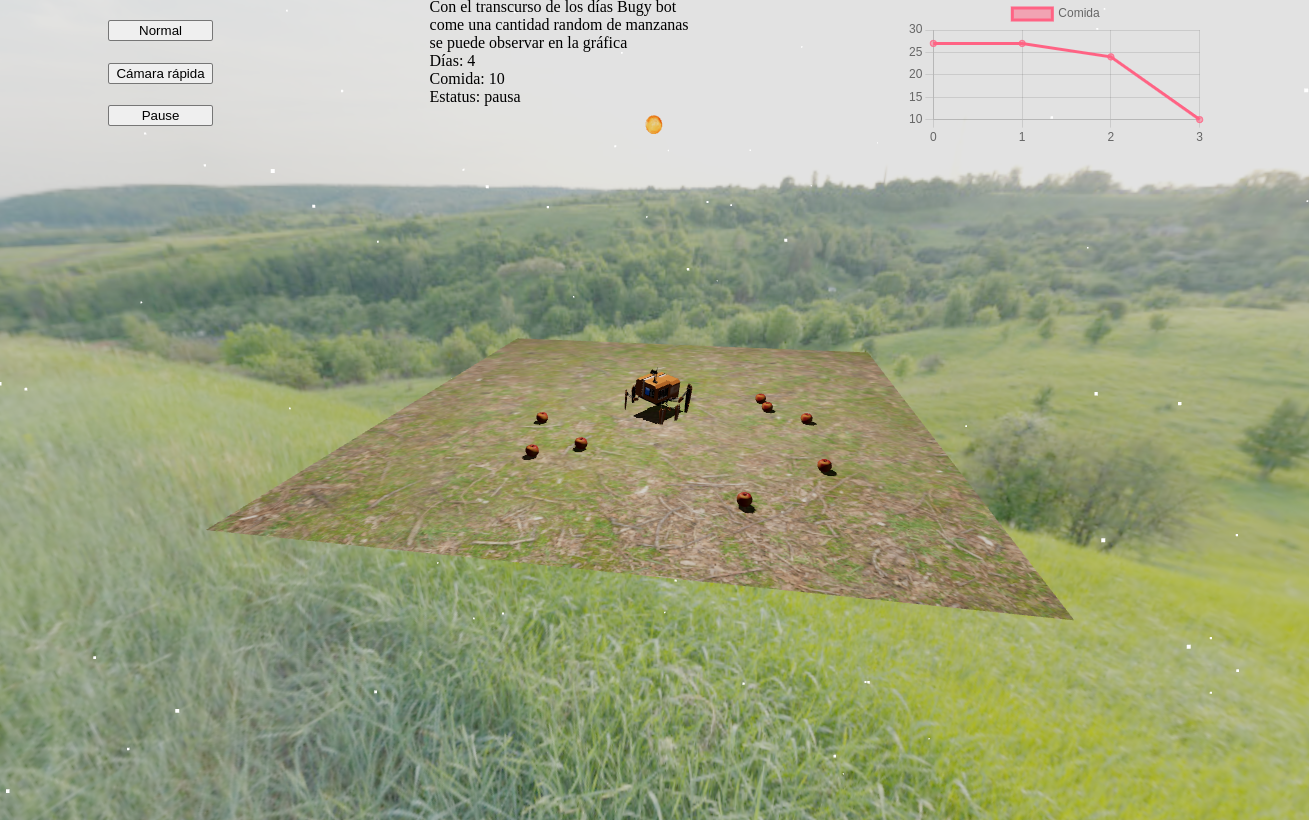 Normal
Cámara rápida
Pause
Con el transcurso de los días Bugy bot
come una cantidad random de manzanas
se puede observar en la gráfica
Días: 4
Comida: 10
Estatus: pausa
Comida
30
25
20
15
10
0 1 2 3